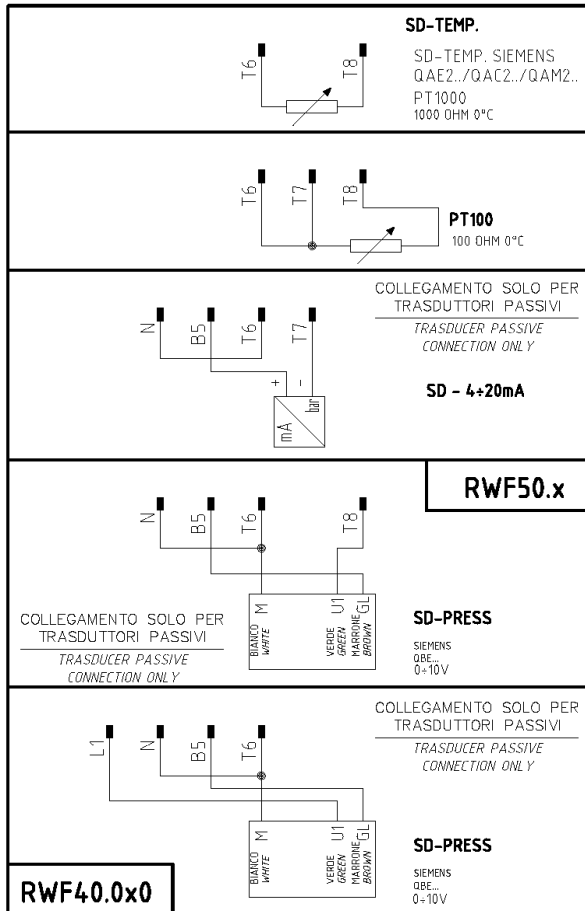 SD-TEMP.
T6
T8
SD-TEMP. SIEMENS
QAE2../QAC2../QAM2..
PT1000
1000 OHM 0°C
T6
T7
T8
PT100
100 OHM 0°C
COLLEGAMENTO SOLO PER
TRASDUTTORI PASSIVI
TRASDUCER PASSIVE
CONNECTION ONLY
N
B5
T6
T7
+
-
mA
bar
SD - 4÷20mA
RWF50.x
N
B5
T6
T8
M
U1
GL
BIANCO
WHITE
VERDE
GREEN
MARRONE
BROWN
COLLEGAMENTO SOLO PER
TRASDUTTORI PASSIVI
TRASDUCER PASSIVE
CONNECTION ONLY
SD-PRESS
SIEMENS
QBE...
0÷10V
COLLEGAMENTO SOLO PER
TRASDUTTORI PASSIVI
TRASDUCER PASSIVE
CONNECTION ONLY
L1
N
B5
T6
M
U1
GL
BIANCO
WHITE
VERDE
GREEN
MARRONE
BROWN
SD-PRESS
SIEMENS
QBE...
0÷10V
RWF40.0x0